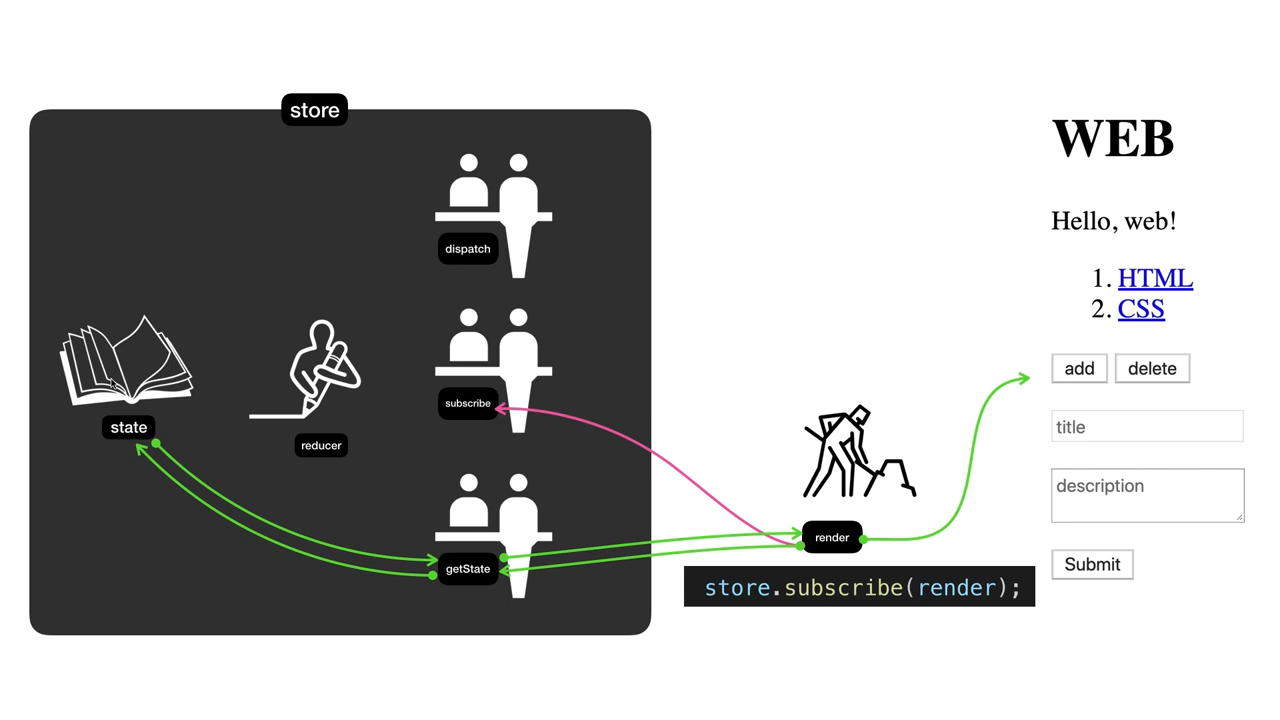 store
dispatch
state
reducer
subscribe
getState
render
store.subscribe(render);
WEB
Hello, web!
1. HTML
2. CSS
add delete
title
description
Submit